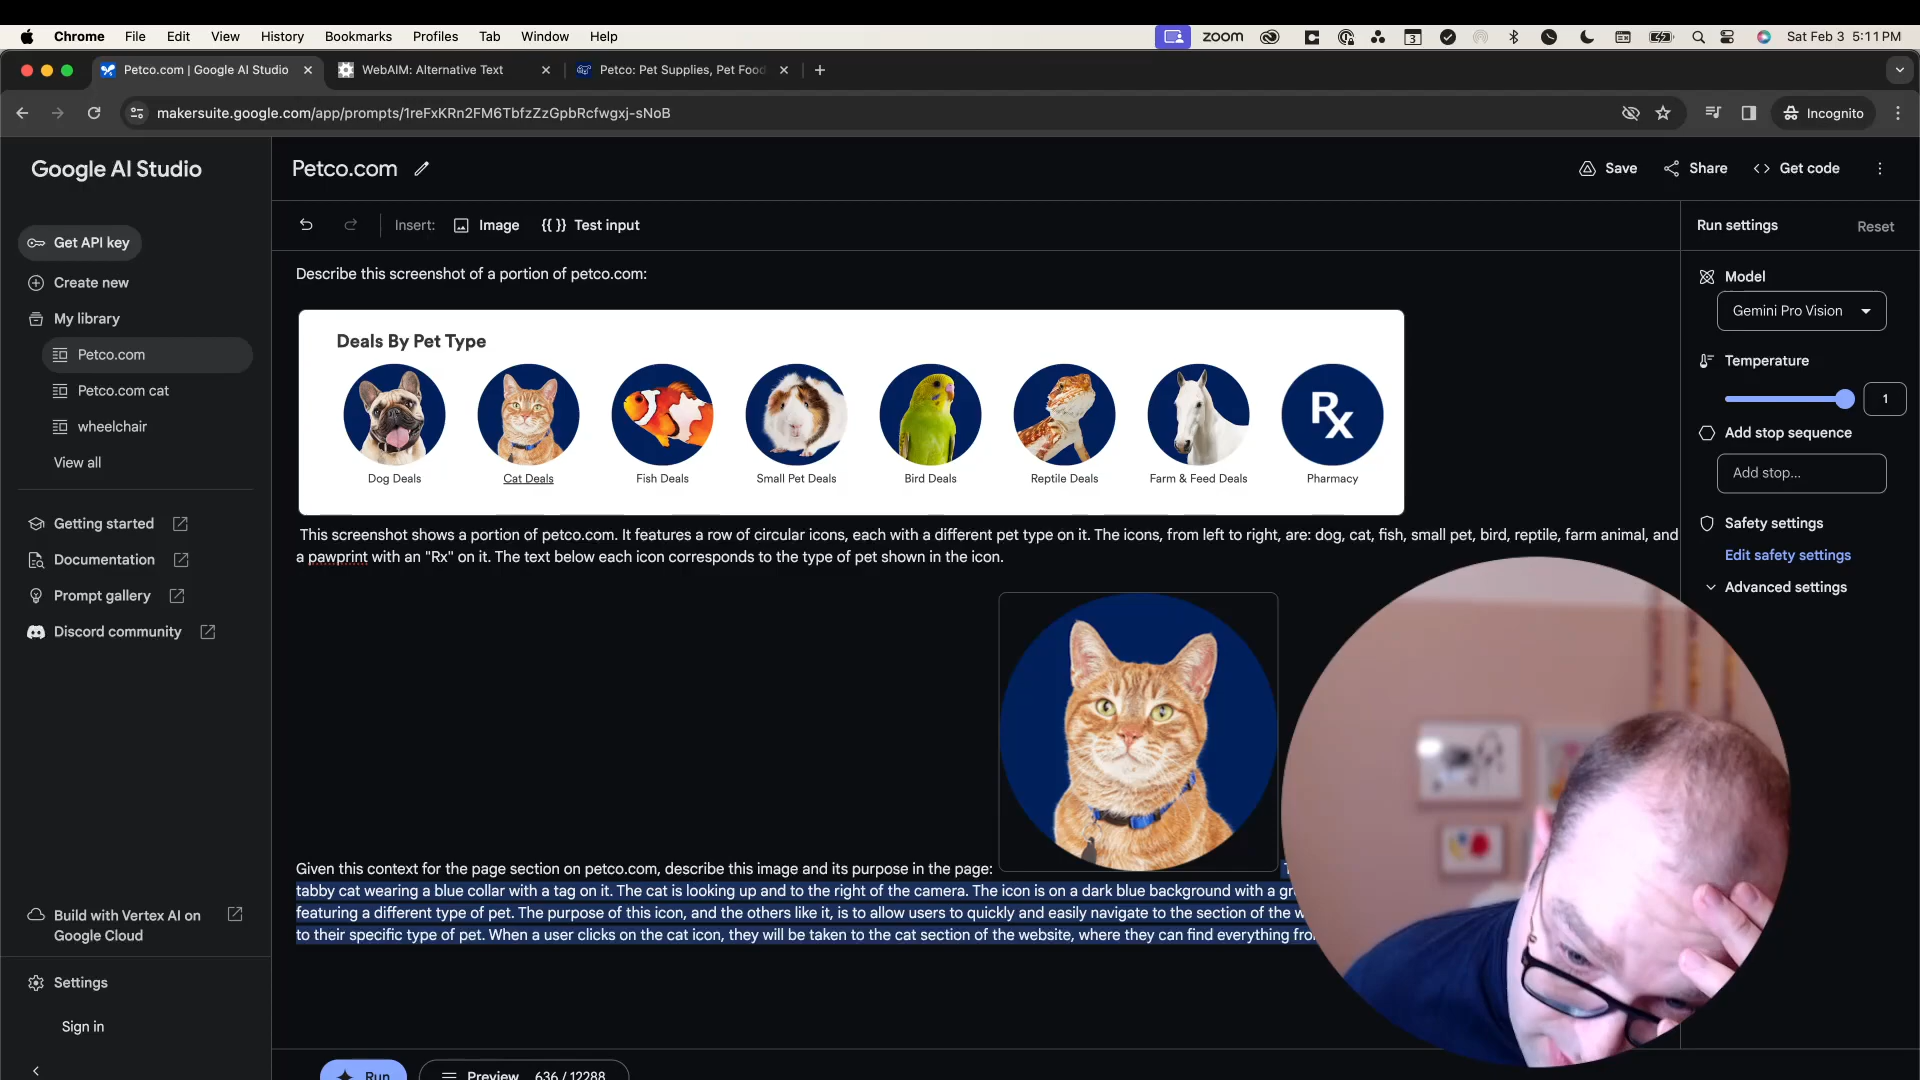 Chrome File Edit View History Bookmarks Profiles Tab Window Help zoom 3 Sat Feb 3 5:11 PM
Petco.com | Google AI Studio WebAIM: Alternative Text Petco: Pet Supplies, Pet Food
makersuite.google.com/app/prompts/1reFxKRn2FM6TbfzZzGpbRcfwgxj-sNoB Incognito
Google AI Studio
Petco.com
Save Share Get code
Insert: Image Test input
Run settings Reset
Get API key
Create new
My library
Petco.com
Petco.com cat
wheelchair
View all
Getting started
Documentation
Prompt gallery
Discord community
Build with Vertex AI on
Google Cloud
Settings
Sign in
Describe this screenshot of a portion of petco.com:
Deals By Pet Type
Rx
Dog Deals Cat Deals Fish Deals Small Pet Deals Bird Deals Reptile Deals Farm & Feed Deals Pharmacy
This screenshot shows a portion of petco.com. It features a row of circular icons, each with a different pet type on it. The icons, from left to right, are: dog, cat, fish, small pet, bird, reptile, farm animal, and
a pawprint with an "Rx" on it. The text below each icon corresponds to the type of pet shown in the icon.
Given this context for the page section on petco.com, describe this image and its purpose in the page:
tabby cat wearing a blue collar with a tag on it. The cat is looking up and to the right of the camera. The icon is on a dark blue background with a
featuring a different type of pet. The purpose of this icon, and the others like it, is to allow users to quickly and easily navigate to the section of the
to their specific type of pet. When a user clicks on the cat icon, they will be taken to the cat section of the website, where they can find everything
Run Preview 636 / 12288
Model
Gemini Pro Vision
Temperature
1
Add stop sequence
Add stop...
Safety settings
Edit safety settings
Advanced settings